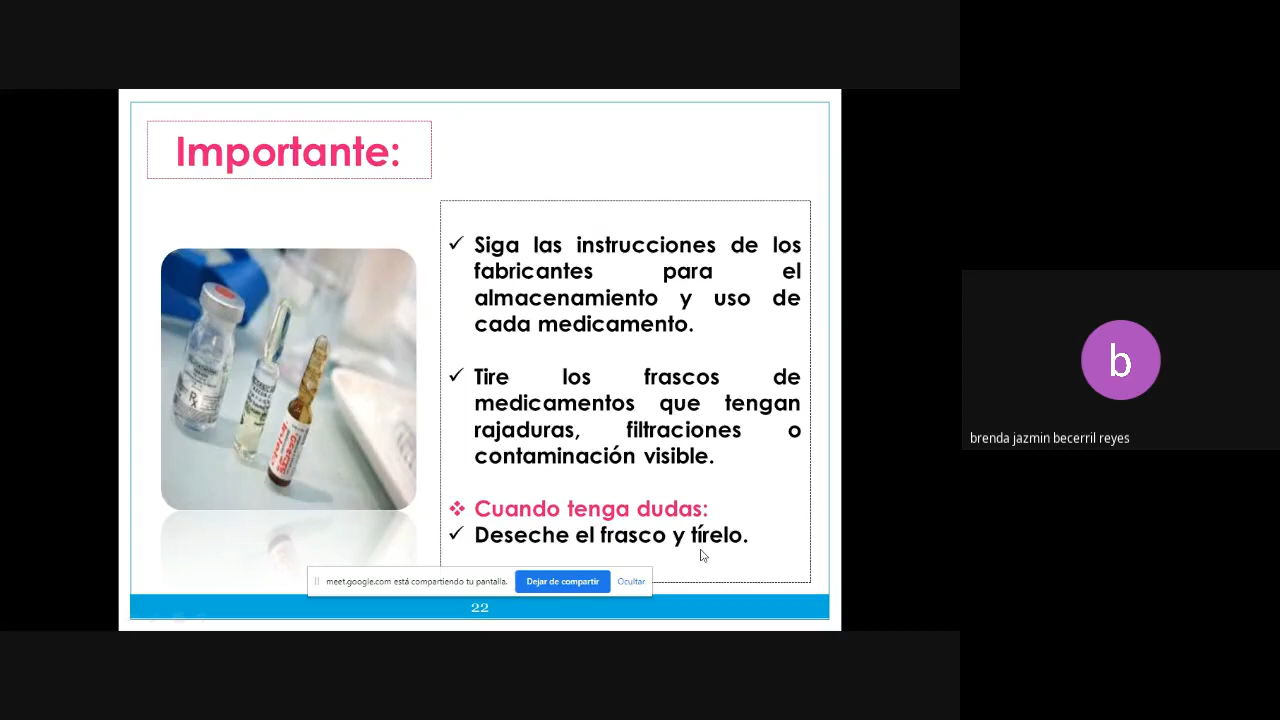 Importante:
Siga las instrucciones de los
fabricantes para el
almacenamiento y uso de
cada medicamento.
Tire los frascos de
medicamentos que tengan
rajaduras, filtraciones o
contaminación visible.
Cuando tenga dudas:
Deseche el frasco y tírelo.
meet.google.com está compartiendo tu pantalla. Dejar de compartir Ocultar
22
b
brenda jazmin becerril reyes